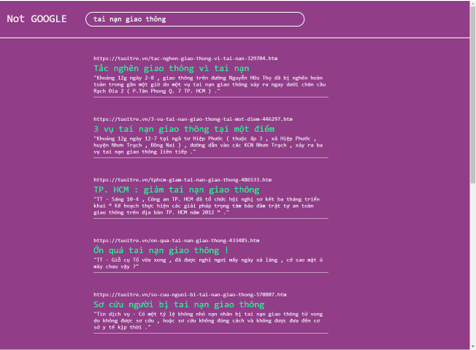 Not GOOGLE
tai nạn giao thông
https://tuoitre.vn/tac-nghen-giao-thong-vi-tai-nan-329704.htm
Tắc nghẽn giao thông vì tai nạn
"Khoảng 12g ngày 2-8 , giao thông trên đường Nguyễn Hữu Thọ đã bị nghẽn hoàn
toàn trong gần một giờ do một vụ tai nạn giao thông xảy ra ngay dưới chân cầu
Rạch Đỉa 2 ( P.Tân Phong Q. 7 TP. HCM ) ."
https://tuoitre.vn/3-vu-tai-nan-giao-thong-tai-mot-diem-446297.htm
3 vụ tai nạn giao thông tại một điểm
"Khoảng 12g ngày 12-7 tại ngã tư Hiệp Phước ( thuộc ấp 3 , xã Hiệp Phước ,
huyện Nhơn Trạch , Đồng Nai ) , đường dẫn vào các KCN Nhơn Trạch , xảy ra ba
vụ tai nạn giao thông liên tiếp ."
https://tuoitre.vn/tphcm-giam-tai-nan-giao-thong-486533.htm
TP. HCM : giảm tai nạn giao thông
"TT - Sáng 10-4 , Công an TP. HCM đã tổ chức hội nghị sơ kết ba tháng triển
khai " Kế hoạch thực hiện các giải pháp trọng tâm bảo đảm trật tự an toàn
giao thông trên địa bàn TP. HCM năm 2012 " ."
https://tuoitre.vn/on-qua-tai-nan-giao-thong-433405.htm
Ớn quá tai nạn giao thông !
"TT - Giỗ cụ Tổ vừa xong , đã được nghỉ ngơi mấy ngày xả láng , cớ sao mặt ủ
mày chau vậy ?"
https://tuoitre.vn/so-cuu-nguoi-bi-tai-nan-giao-thong-570807.htm
Sơ cứu người bị tai nạn giao thông
"Tin dịch vụ - Có một tỷ lệ không nhỏ nạn nhân bị tai nạn giao thông tử vong
do không được sơ cứu , hoặc sơ cứu không đúng cách và không được đưa đến cơ
sở y tế kịp thời ."